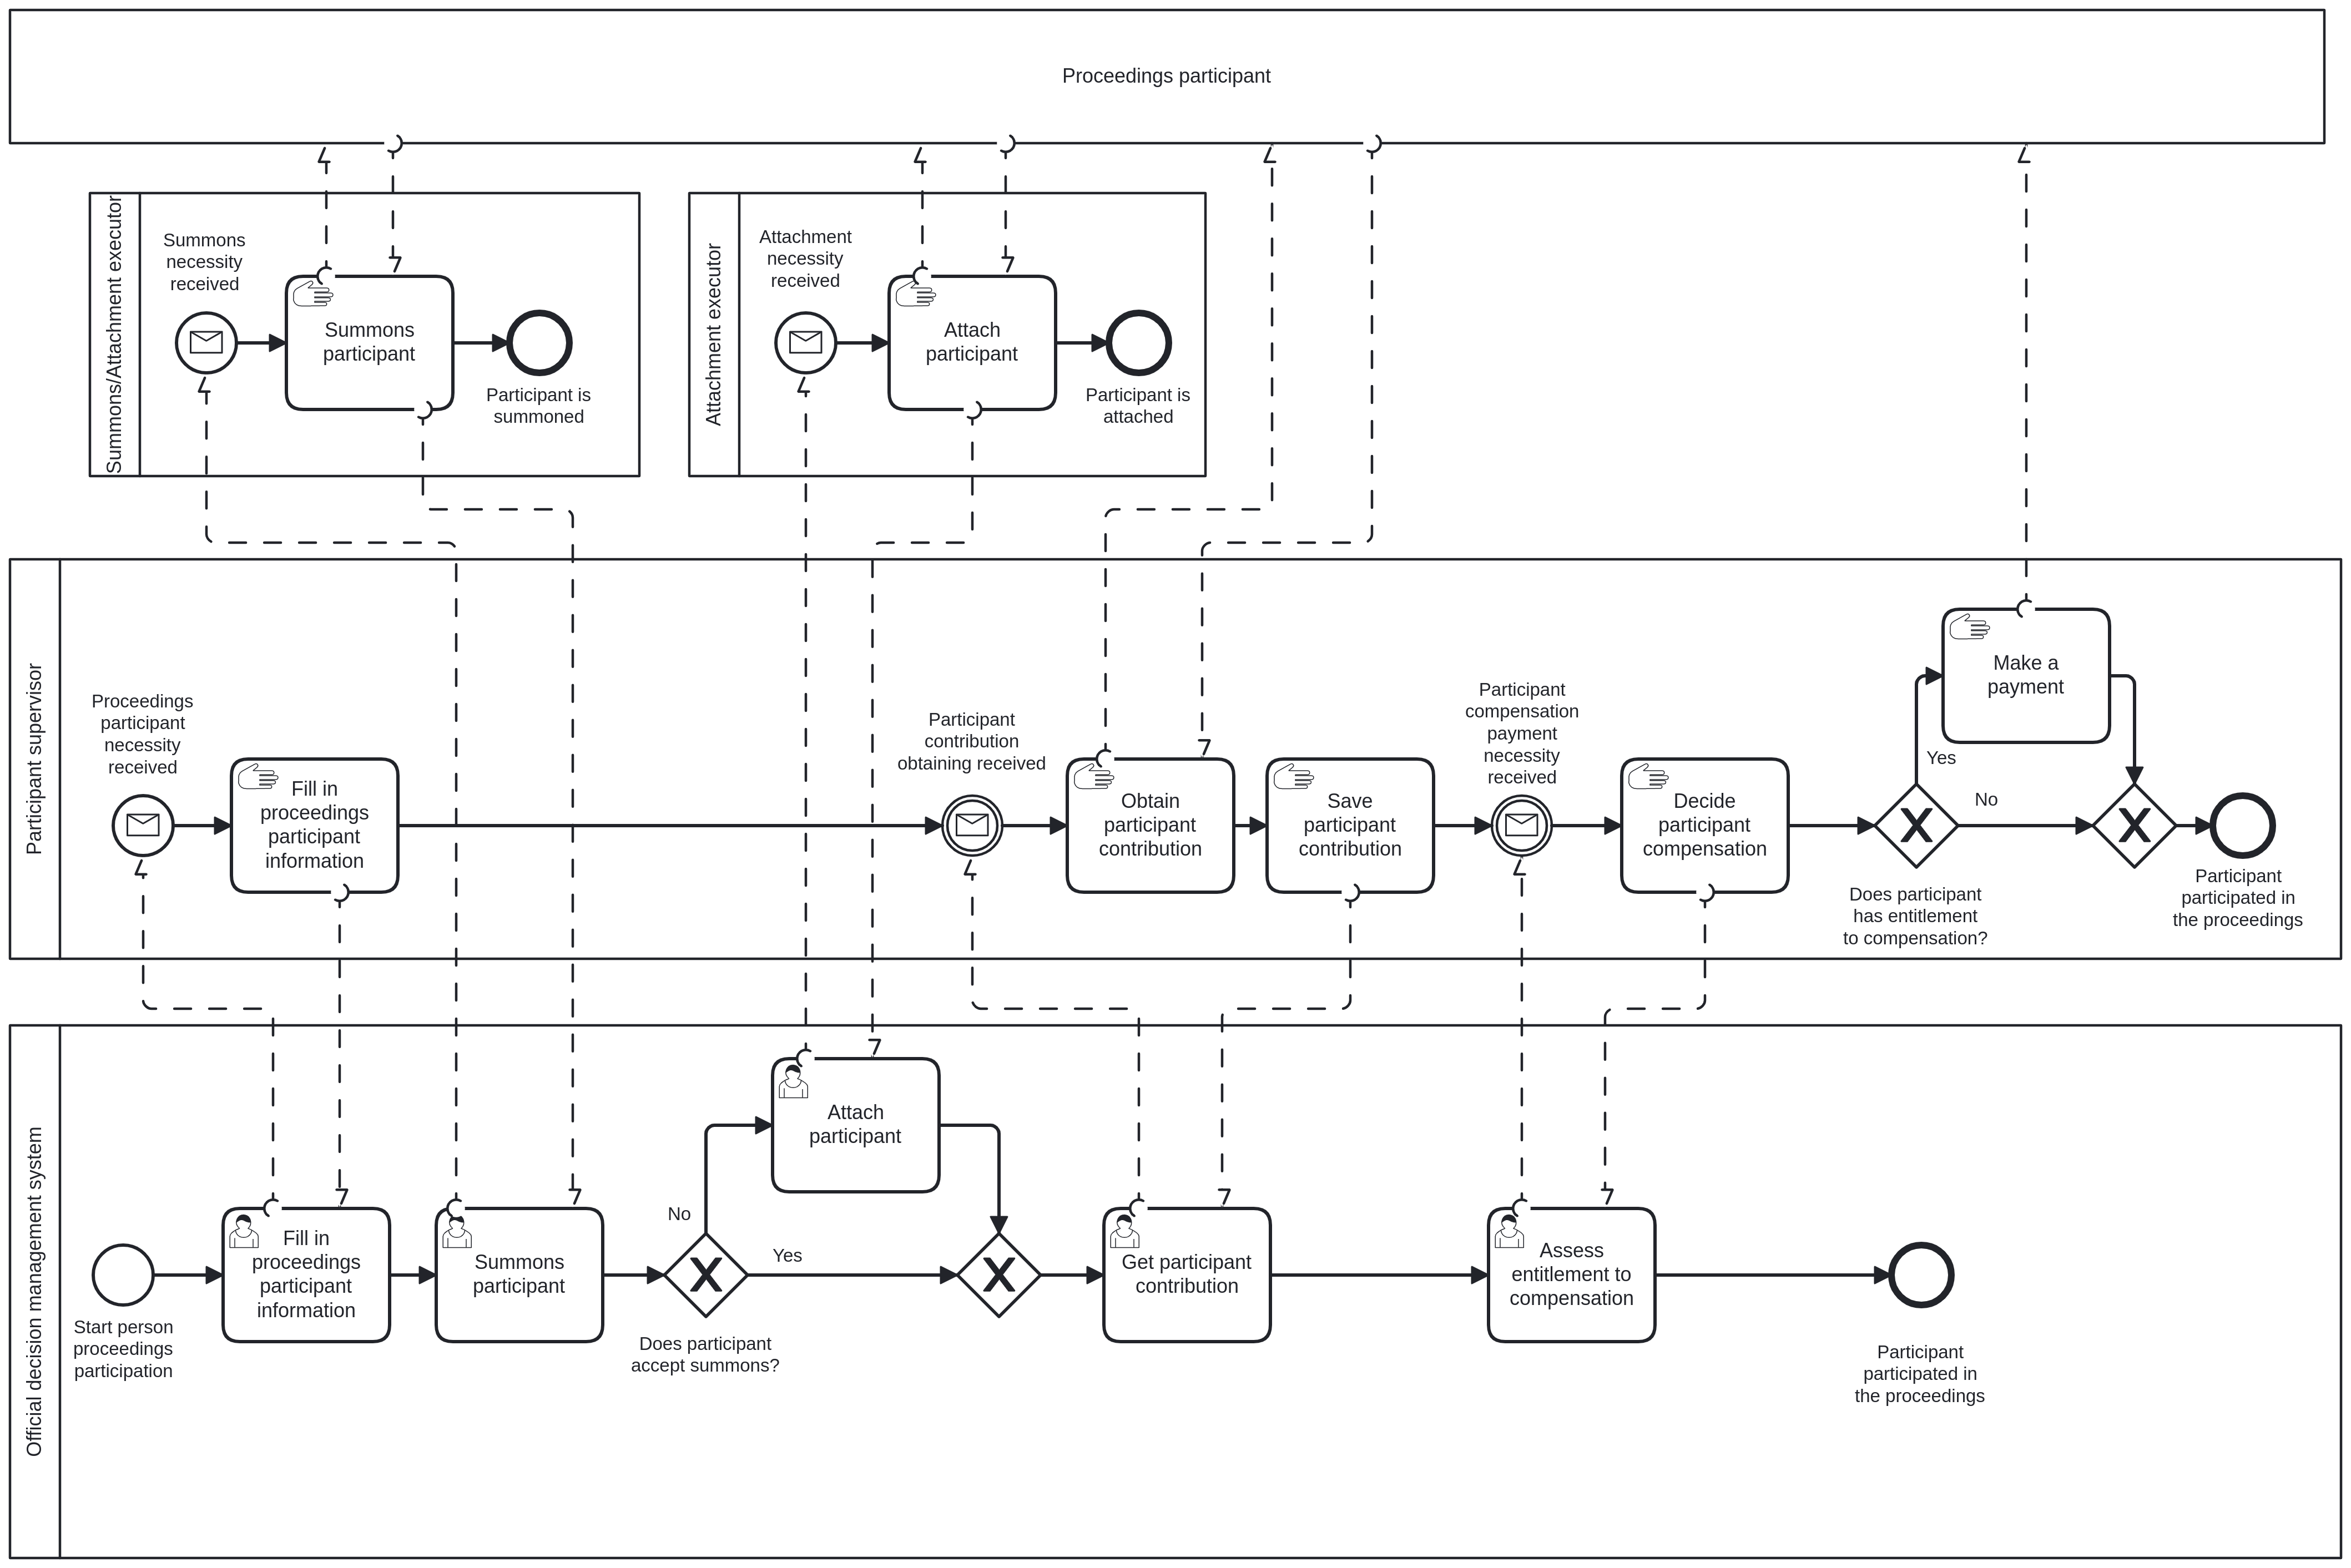 Proceedings participant
Summons/Attachment executor
Summons
necessity
received
Summons
participant
Participant is
summoned
Attachment executor
Attachment
necessity
received
Attach
participant
Participant is
attached
Participant supervisor
Proceedings
participant
necessity
received
Fill in
proceedings
participant
information
Participant
contribution
obtaining received
Obtain
participant
contribution
Save
participant
contribution
Participant
compensation
payment
necessity
received
Decide
participant
compensation
Does participant
has entitlement
to compensation?
Yes
No
Make a
payment
Participant
participated in
the proceedings
Official decision management system
Start person
proceedings
participation
Fill in
proceedings
participant
information
Summons
participant
Does participant
accept summons?
No
Yes
Attach
participant
Get participant
contribution
Assess
entitlement to
compensation
Participant
participated in
the proceedings